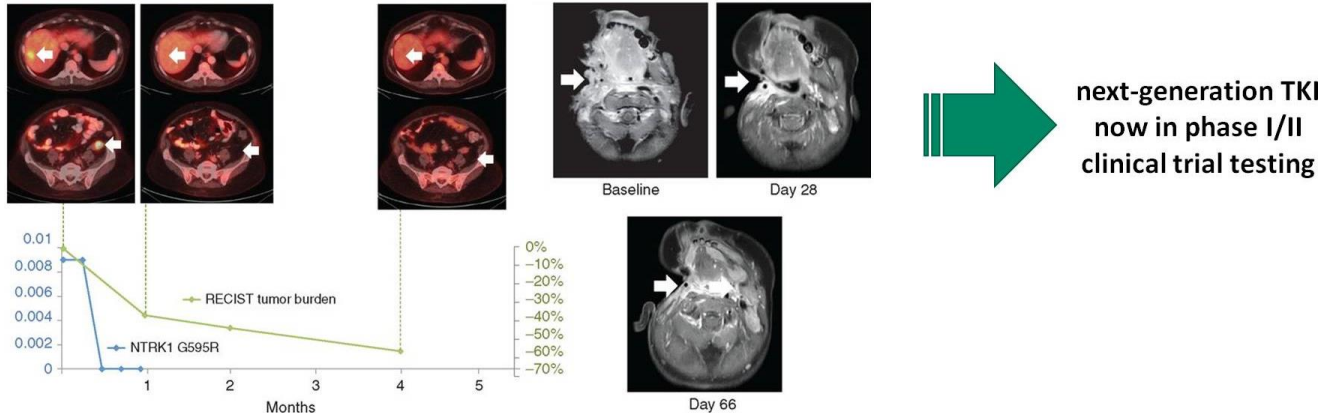 Baseline
Day 28
Day 66
next-generation TKI
now in phase I/II
clinical trial testing
0.01
0.008
0.006
0.004
0.002
0
RECIST tumor burden
NTRK1 G595R
0%
–10%
–20%
–30%
–40%
–50%
–60%
–70%
1
2
3
4
5
Months